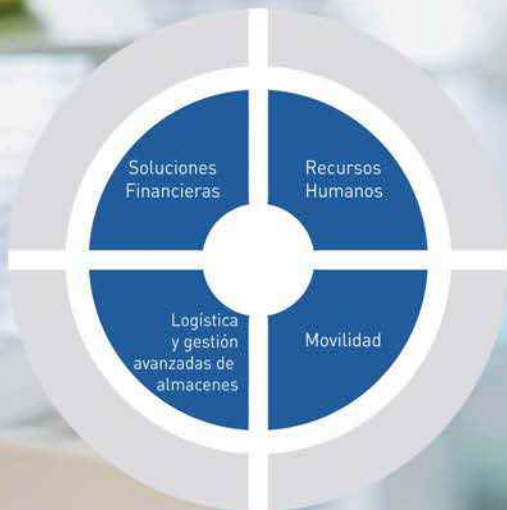 Soluciones
Financieras
Recursos
Humanos
Logística
y gestión
avanzadas de
almacenes
Movilidad